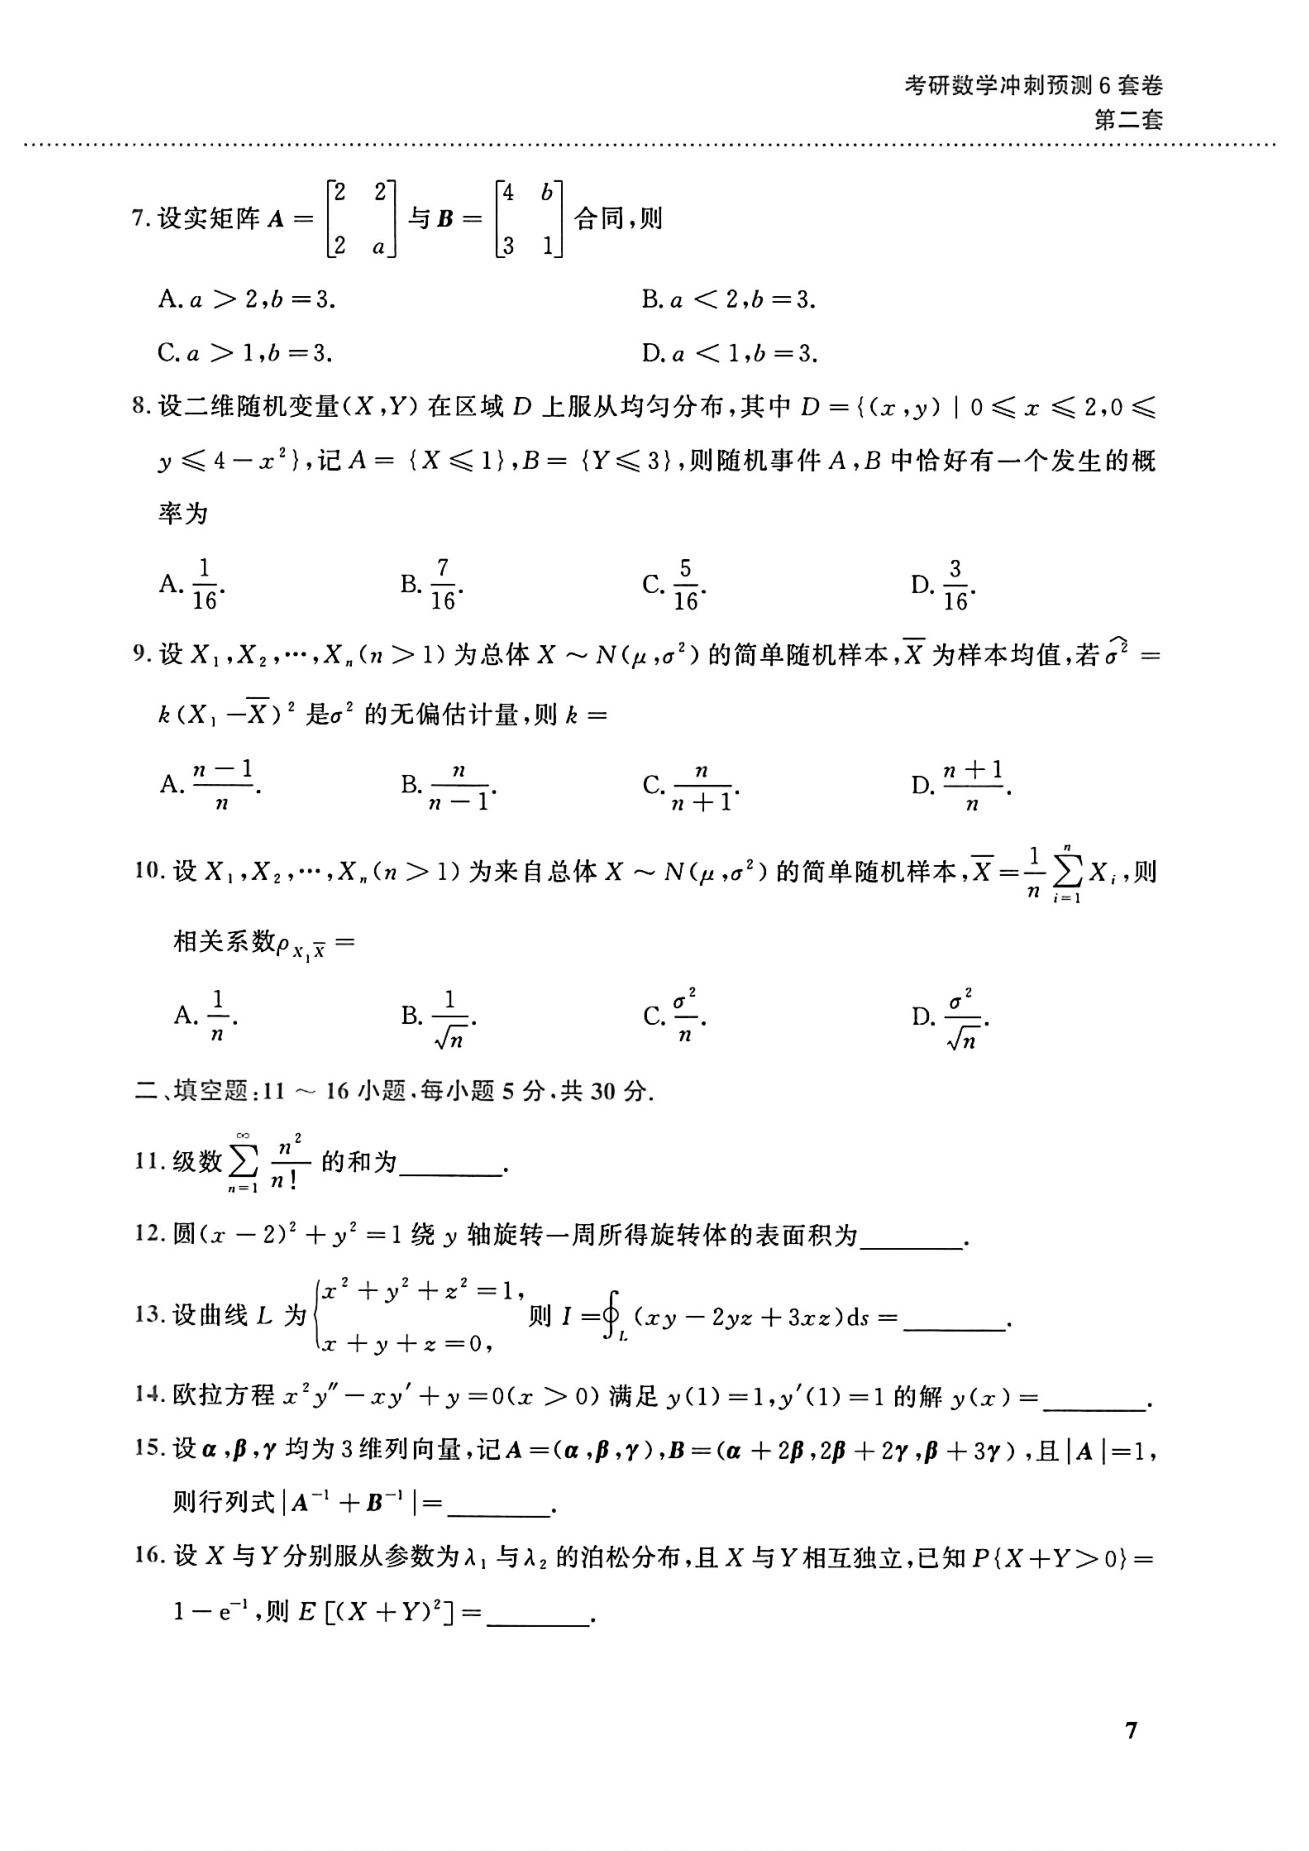 考研数学冲刺预测 6 套卷
第二套
7. 设实矩阵 A = [2 2; 2 a] 与 B = [4 b; 3 1] 合同,则
A. a > 2,b = 3.	B. a < 2,b = 3.
C. a > 1,b = 3.	D. a < 1,b = 3.
8. 设二维随机变量(X,Y) 在区域 D 上服从均匀分布,其中 D = {(x,y) | 0 ⩽ x ⩽ 2,0 ⩽
y ⩽ 4 − x²},记 A = {X ⩽ 1},B = {Y ⩽ 3},则随机事件 A,B 中恰好有一个发生的概
率为
A. 1/16.	B. 7/16.	C. 5/16.	D. 3/16.
9. 设 X₁,X₂,⋯,Xₙ(n > 1) 为总体 X ~ N(μ,σ²) 的简单随机样本,X̄ 为样本均值,若 σ̂² =
k(X₁ − X̄)² 是σ² 的无偏估计量,则 k =
A. (n−1)/n.	B. n/(n−1).	C. n/(n+1).	D. (n+1)/n.
10. 设 X₁,X₂,⋯,Xₙ(n > 1) 为来自总体 X ~ N(μ,σ²) 的简单随机样本,X̄ = 1/n ∑_{i=1}^{n} Xᵢ,则
相关系数ρ_{X₁X̄} =
A. 1/n.	B. 1/√n.	C. σ²/n.	D. σ²/√n.
二、填空题:11 ~ 16 小题,每小题 5 分,共 30 分.
11. 级数 ∑_{n=1}^{∞} n²/n! 的和为________.
12. 圆(x − 2)² + y² = 1 绕 y 轴旋转一周所得旋转体的表面积为________.
13. 设曲线 L 为 {x² + y² + z² = 1, x + y + z = 0, 则 I = ∮_L (xy − 2yz + 3xz)ds = ________.
14. 欧拉方程 x²y″ − xy′ + y = 0(x > 0) 满足 y(1) = 1,y′(1) = 1 的解 y(x) = ________.
15. 设 α,β,γ 均为 3 维列向量,记 A = (α,β,γ),B = (α + 2β,2β + 2γ,β + 3γ),且 |A| = 1,
则行列式 |A⁻¹ + B⁻¹| = ________.
16. 设 X 与 Y 分别服从参数为 λ₁ 与 λ₂ 的泊松分布,且 X 与 Y 相互独立,已知 P{X + Y > 0} =
1 − e⁻¹,则 E[(X + Y)²] = ________.
7